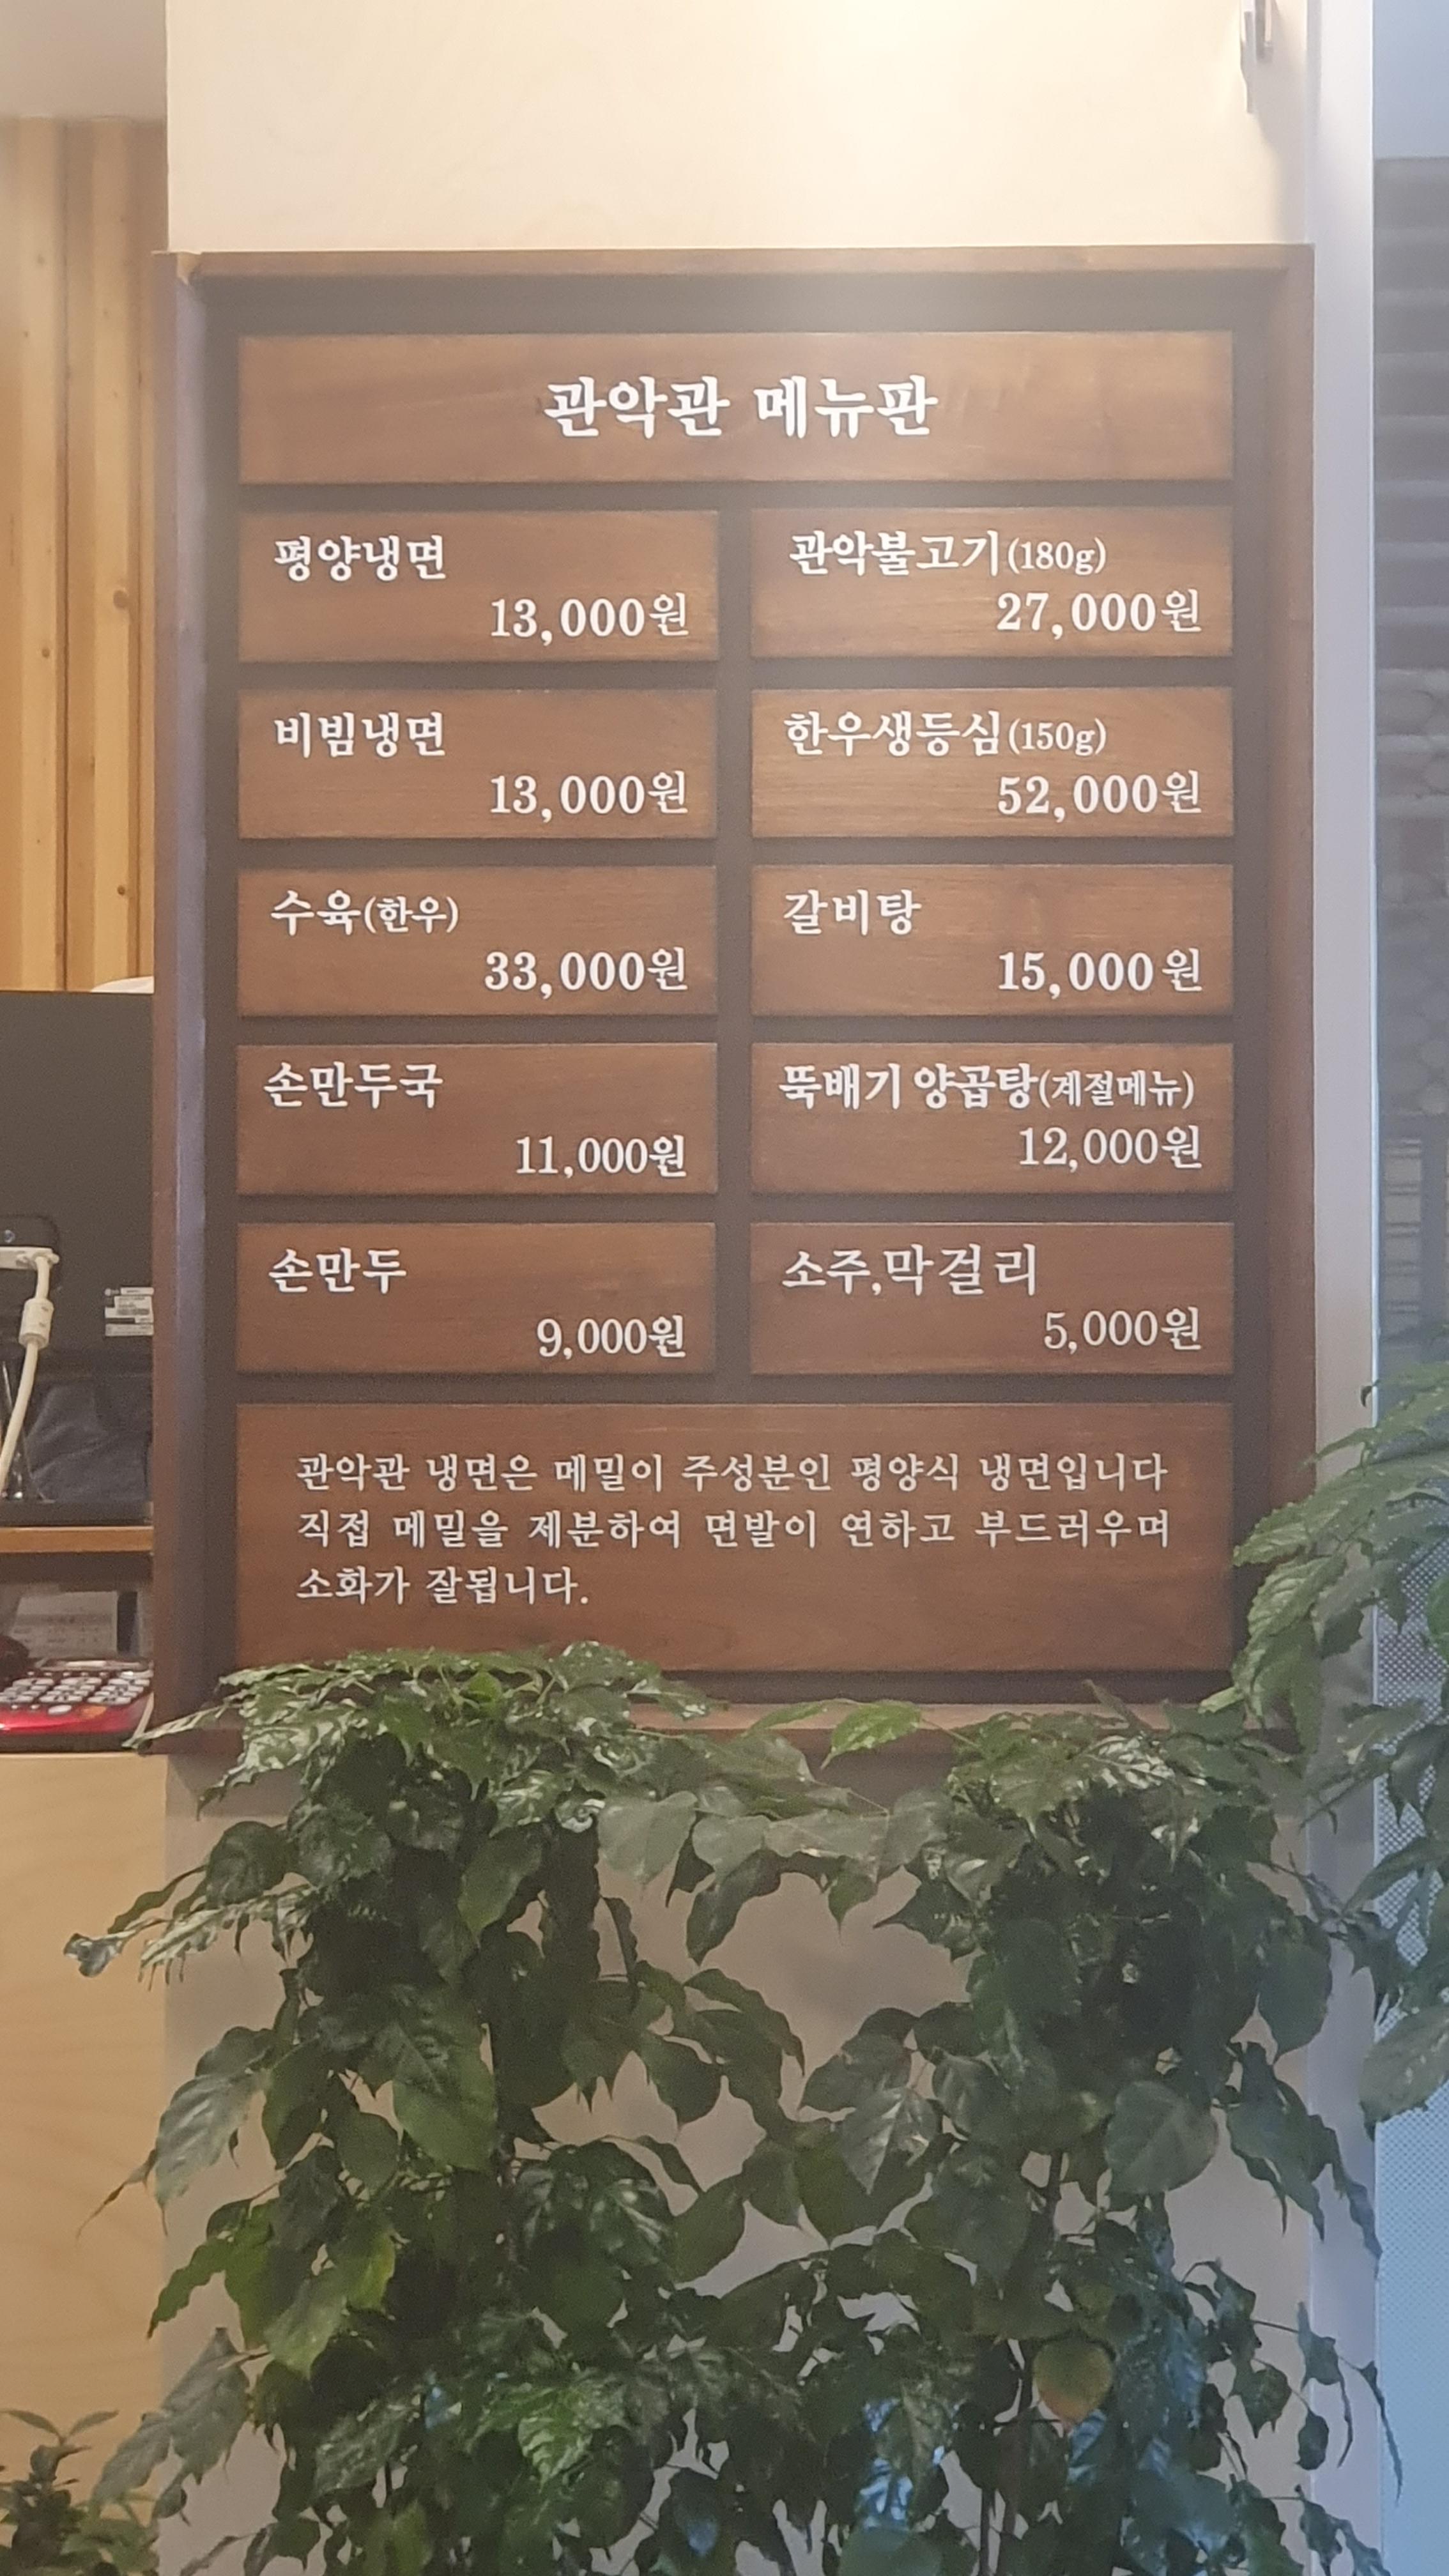 관악관 메뉴판
평양냉면
13,000원
관악불고기(180g)
27,000원
비빔냉면
13,000원
한우생등심(150g)
52,000원
수육(한우)
33,000원
갈비탕
15,000원
손만두국
11,000원
뚝배기 양곱탕(계절메뉴)
12,000원
손만두
9,000원
소주,막걸리
5,000원
관악관 냉면은 메밀이 주성분인 평양식 냉면입니다
직접 메밀을 제분하여 면발이 연하고 부드러우며
소화가 잘됩니다.